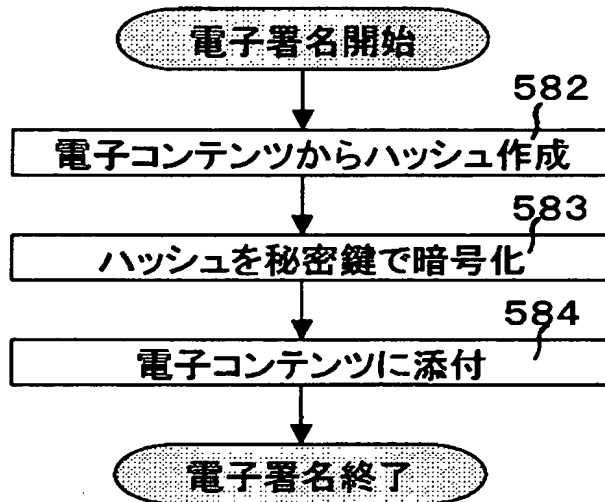 電子署名開始
582
電子コンテンツからハッシュ作成
583
ハッシュを秘密鍵で暗号化
584
電子コンテンツに添付
電子署名終了